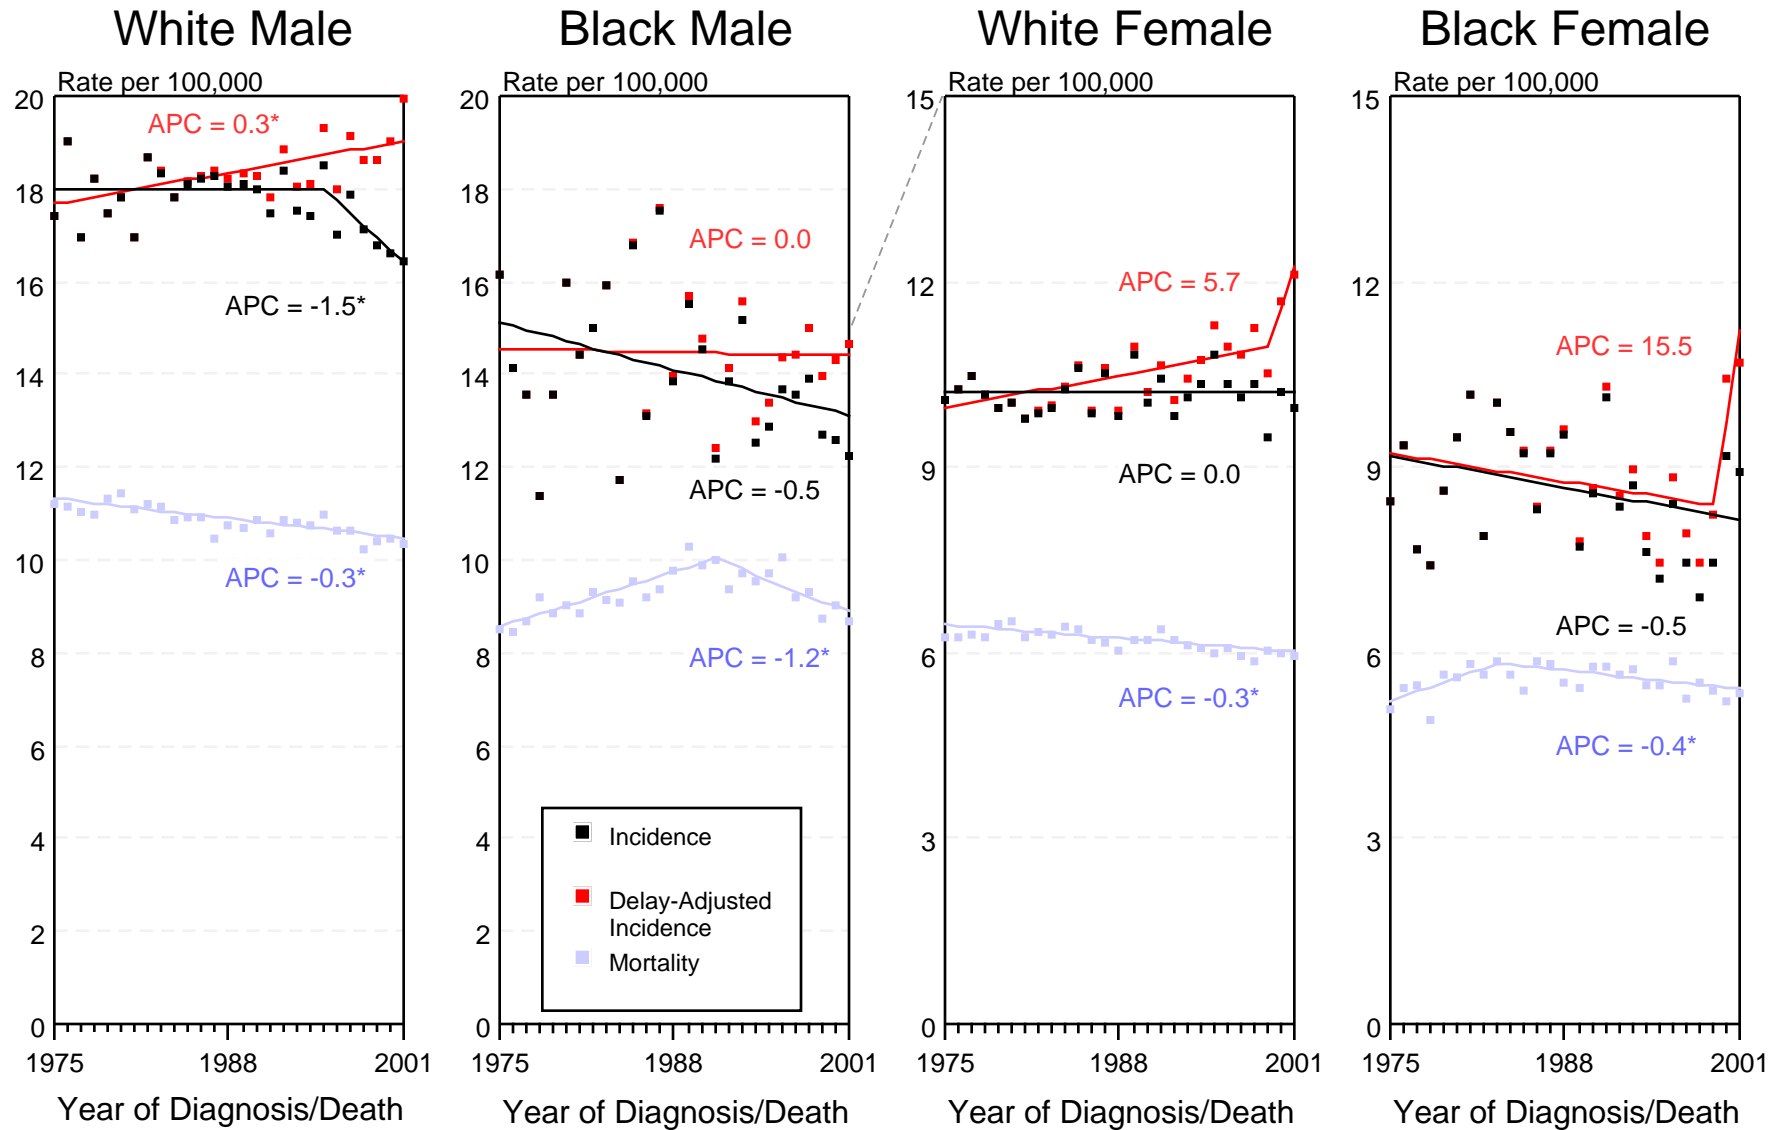 White Male
Black Male
White Female
Black Female
Rate per 100,000
Rate per 100,000
Rate per 100,000
Rate per 100,000
20
18
16
14
12
10
8
6
4
2
0
APC = 0.3*
APC = -1.5*
APC = -0.3*
1975
1988
2001
Year of Diagnosis/Death
20
18
16
14
12
10
8
6
4
2
0
APC = 0.0
APC = -0.5
APC = -1.2*
Incidence
Delay-Adjusted
Incidence
Mortality
1975
1988
2001
Year of Diagnosis/Death
15
12
9
6
3
0
APC = 5.7
APC = 0.0
APC = -0.3*
1975
1988
2001
Year of Diagnosis/Death
15
12
9
6
3
0
APC = 15.5
APC = -0.5
APC = -0.4*
1975
1988
2001
Year of Diagnosis/Death